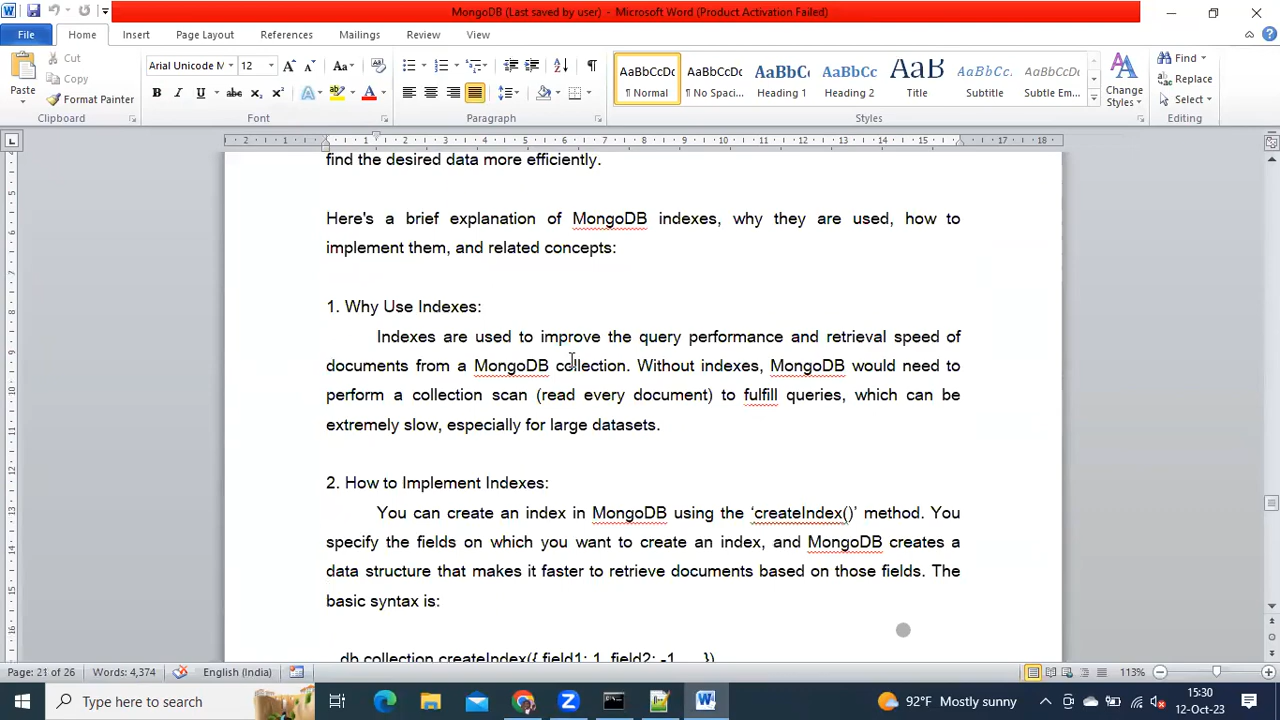 MongoDB (Last saved by user) - Microsoft Word (Product Activation Failed)
File Home Insert Page Layout References Mailings Review View
Paste Cut Copy Format Painter
Arial Unicode M 12
AaBbCcDc AaBbCcDc AaBbC AaBbCc AaB AaBbCcL AaBbCcDc
¶ Normal ¶ No Spaci... Heading 1 Heading 2 Title Subtitle Subtle Em...
Change Styles
Find Replace Select
Clipboard Font Paragraph Styles Editing
find the desired data more efficiently.
Here's a brief explanation of MongoDB indexes, why they are used, how to
implement them, and related concepts:
1. Why Use Indexes:
Indexes are used to improve the query performance and retrieval speed of
documents from a MongoDB collection. Without indexes, MongoDB would need to
perform a collection scan (read every document) to fulfill queries, which can be
extremely slow, especially for large datasets.
2. How to Implement Indexes:
You can create an index in MongoDB using the ‘createIndex()’ method. You
specify the fields on which you want to create an index, and MongoDB creates a
data structure that makes it faster to retrieve documents based on those fields. The
basic syntax is:
db.collection.createIndex({ field1: 1, field2: -1, ... })
Page: 21 of 26 Words: 4,374 English (India) 113%
Type here to search 92°F Mostly sunny 15:30
12-Oct-23